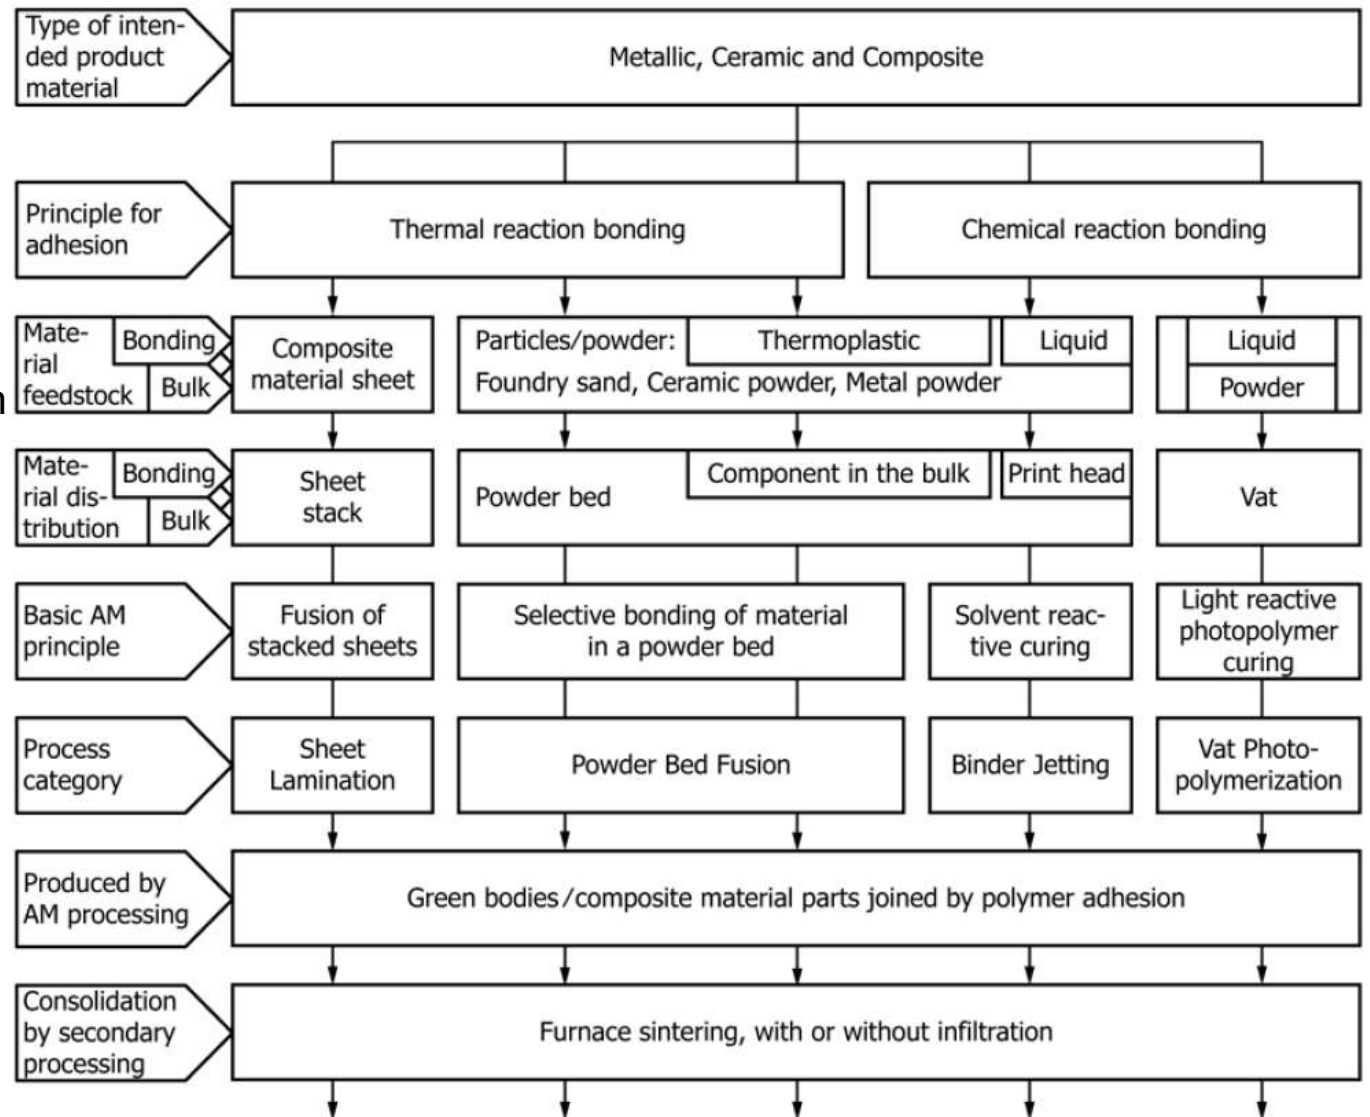 Type of inten-
ded product
material
Metallic, Ceramic and Composite
Principle for
adhesion
Thermal reaction bonding
Chemical reaction bonding
Mate-
rial
feedstock
Bonding
Bulk
Composite
material sheet
Particles/powder:
Thermoplastic
Liquid
Foundry sand, Ceramic powder, Metal powder
Liquid
Powder
n
Mate-
rial dis-
tribution
Bonding
Bulk
Sheet
stack
Powder bed
Component in the bulk
Print head
Vat
Basic AM
principle
Fusion of
stacked sheets
Selective bonding of material
in a powder bed
Solvent reac-
tive curing
Light reactive
photopolymer
curing
Process
category
Sheet
Lamination
Powder Bed Fusion
Binder Jetting
Vat Photo-
polymerization
Produced by
AM processing
Green bodies/composite material parts joined by polymer adhesion
Consolidation
by secondary
processing
Furnace sintering, with or without infiltration